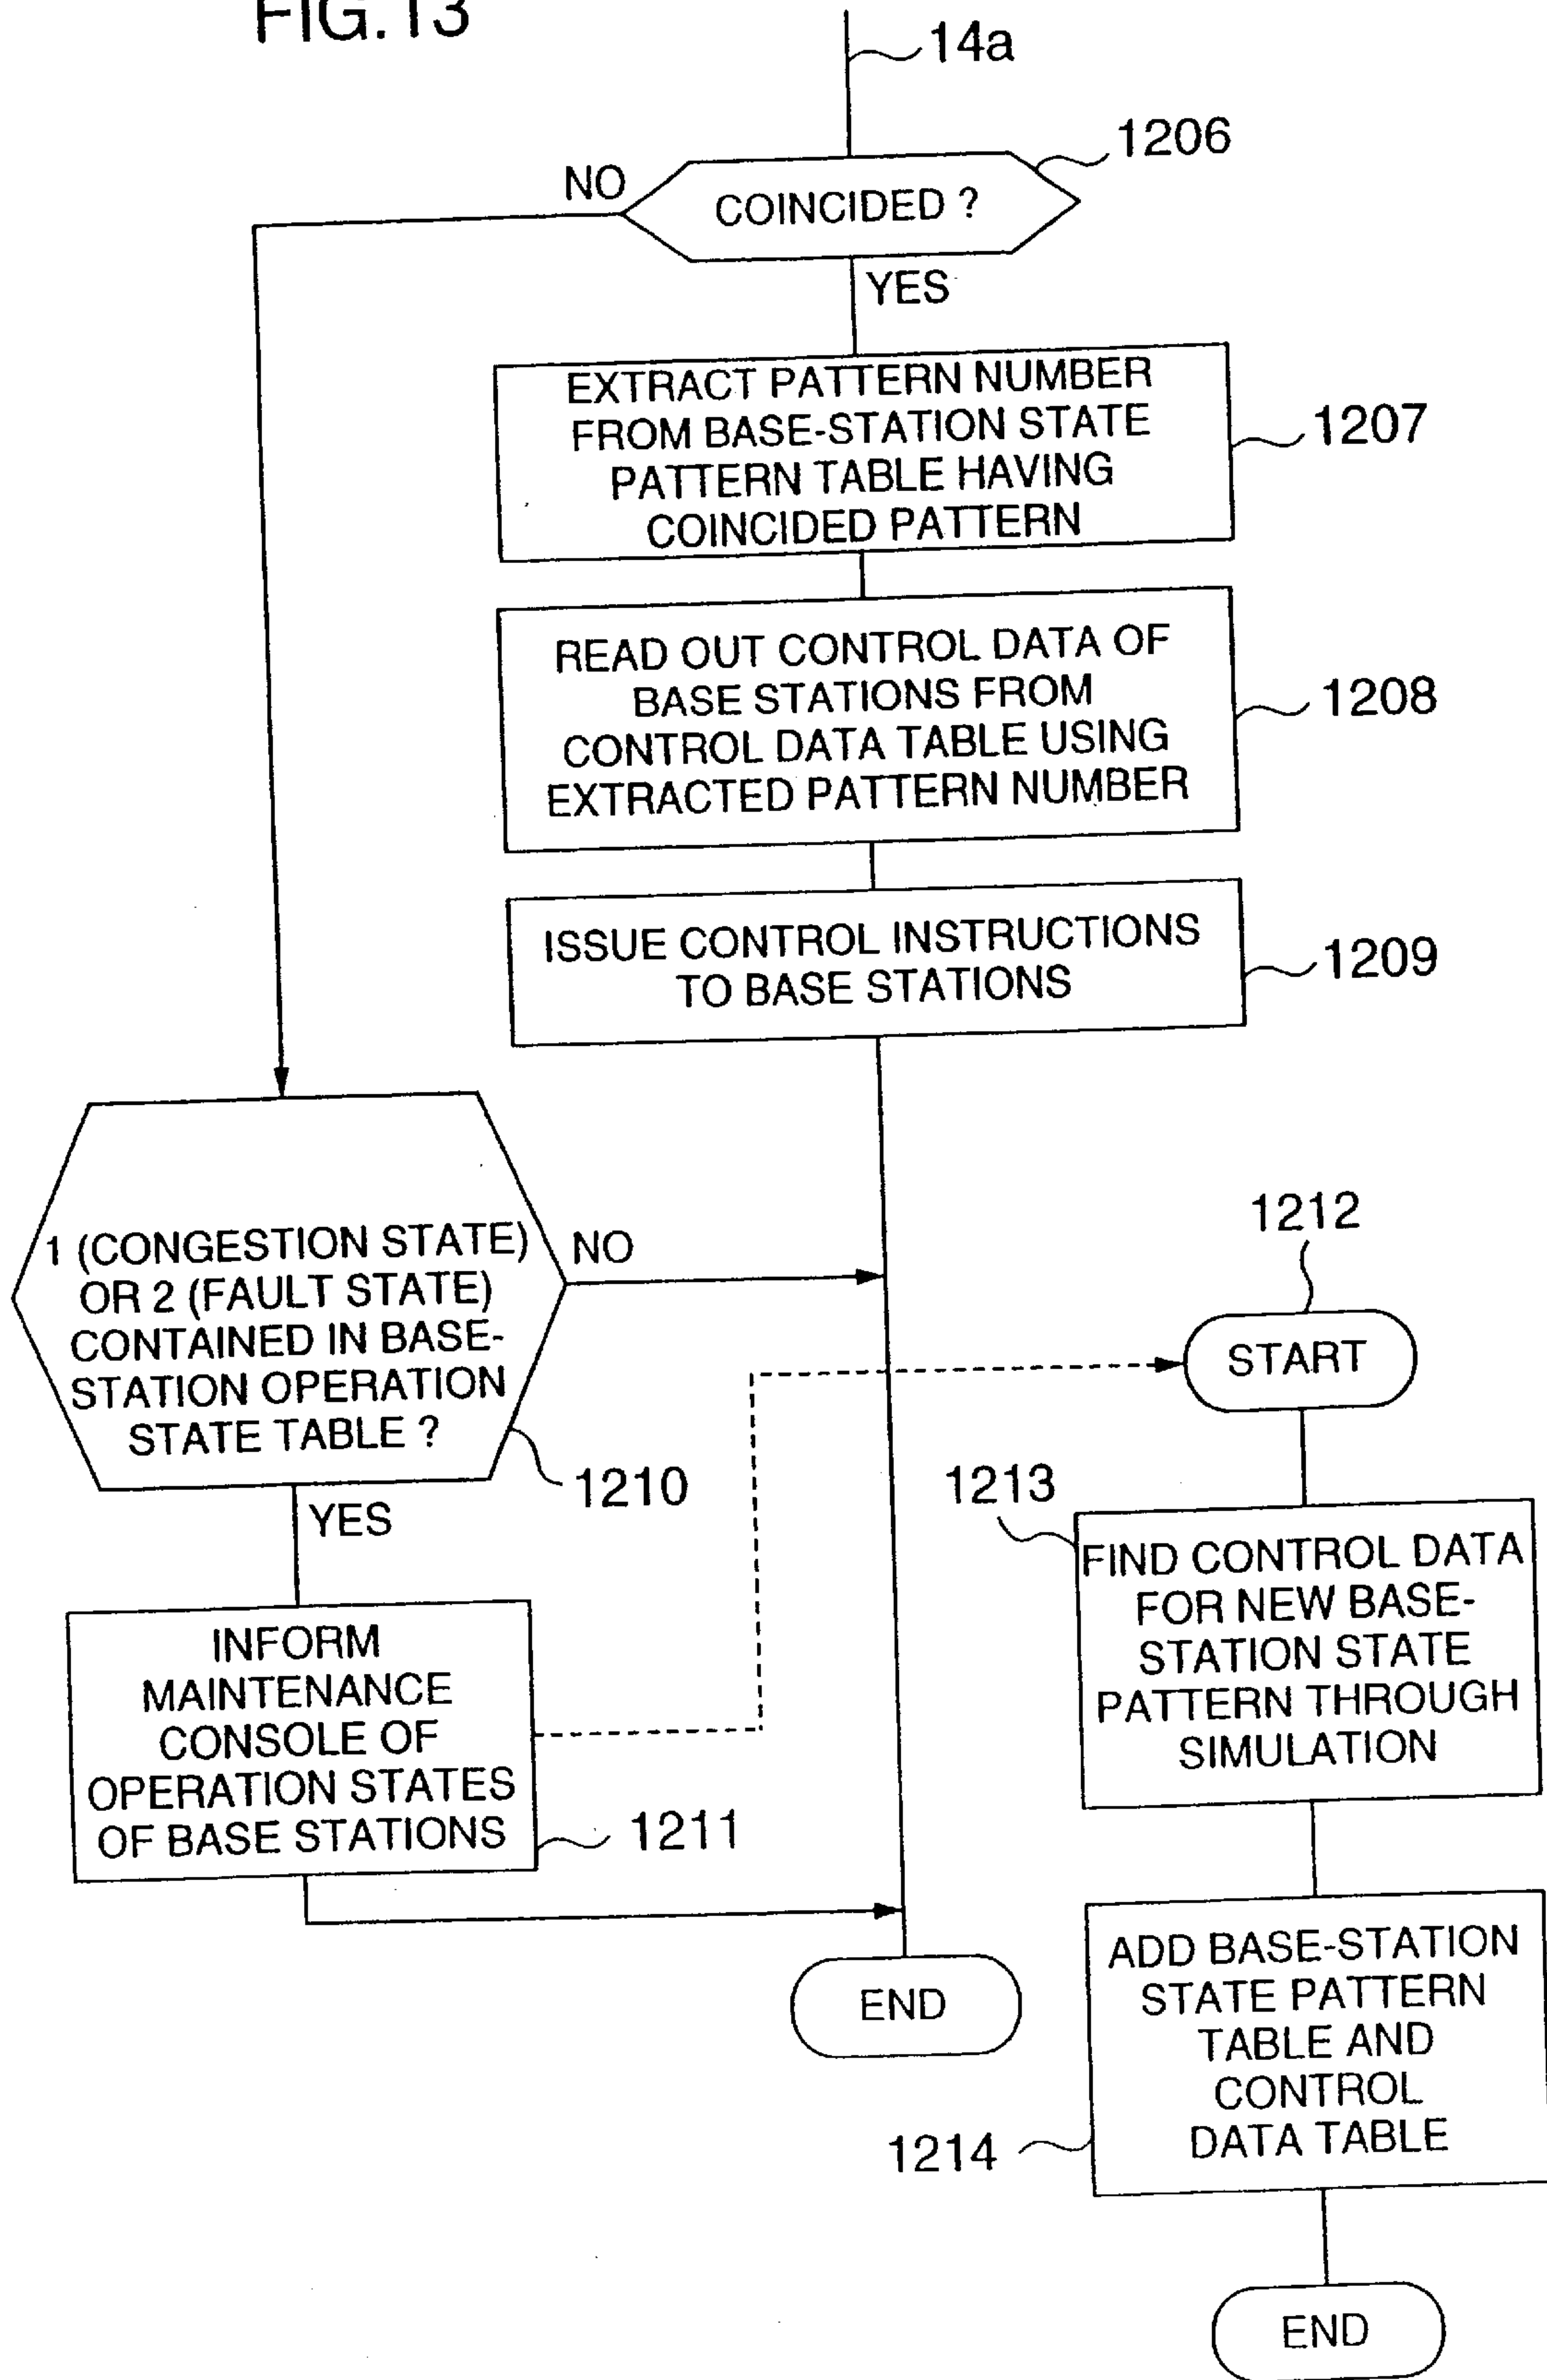 FIG.13
14a
1206
NO
COINCIDED ?
YES
EXTRACT PATTERN NUMBER
FROM BASE-STATION STATE
PATTERN TABLE HAVING
COINCIDED PATTERN
1207
READ OUT CONTROL DATA OF
BASE STATIONS FROM
CONTROL DATA TABLE USING
EXTRACTED PATTERN NUMBER
1208
ISSUE CONTROL INSTRUCTIONS
TO BASE STATIONS
1209
1 (CONGESTION STATE)
OR 2 (FAULT STATE)
CONTAINED IN BASE-
STATION OPERATION
STATE TABLE ?
NO
1210
YES
INFORM
MAINTENANCE
CONSOLE OF
OPERATION STATES
OF BASE STATIONS
1211
END
1212
START
1213
FIND CONTROL DATA
FOR NEW BASE-
STATION STATE
PATTERN THROUGH
SIMULATION
ADD BASE-STATION
STATE PATTERN
TABLE AND
CONTROL
DATA TABLE
1214
END